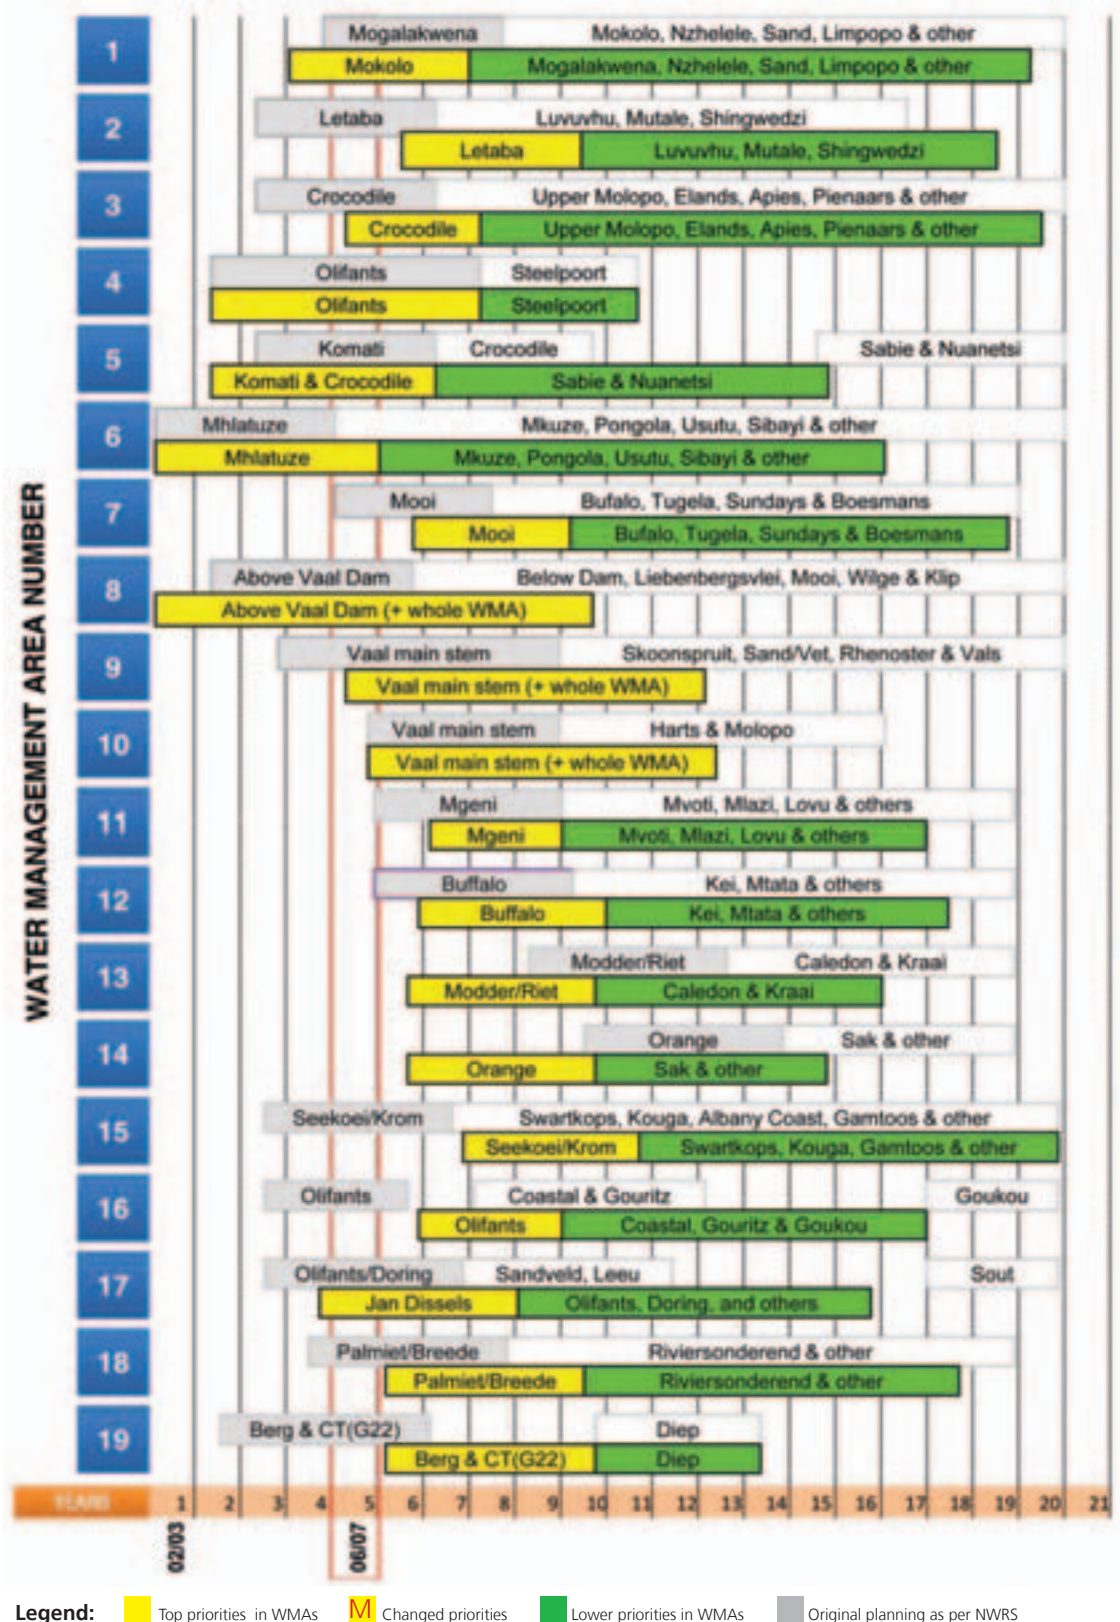 WATER MANAGEMENT AREA NUMBER
1
Mogalakwena Mokolo, Nzhelele, Sand, Limpopo & other
Mokolo Mogalakwena, Nzhelele, Sand, Limpopo & other
2
Letaba Luvuvhu, Mutale, Shingwedzi
Letaba Luvuvhu, Mutale, Shingwedzi
3
Crocodile Upper Molopo, Elands, Apies, Pienaars & other
Crocodile Upper Molopo, Elands, Apies, Pienaars & other
4
Olifants Steelpoort
Olifants Steelpoort
5
Komati Crocodile Sabie & Nuanetsi
Komati & Crocodile Sabie & Nuanetsi
6
Mhlatuze Mkuze, Pongola, Usutu, Sibayi & other
Mhlatuze Mkuze, Pongola, Usutu, Sibayi & other
7
Mooi Bufalo, Tugela, Sundays & Boesmans
Mooi Bufalo, Tugela, Sundays & Boesmans
8
Above Vaal Dam Below Dam, Liebenbergsvlei, Mooi, Wilge & Klip
Above Vaal Dam (+ whole WMA)
9
Vaal main stem Skoonspruit, Sand/Vet, Rhenoster & Vals
Vaal main stem (+ whole WMA)
10
Vaal main stem Harts & Molopo
Vaal main stem (+ whole WMA)
11
Mgeni Mvoti, Mlazi, Lovu & others
Mgeni Mvoti, Mlazi, Lovu & others
12
Buffalo Kei, Mtata & others
Buffalo Kei, Mtata & others
13
Modder/Riet Caledon & Kraai
Modder/Riet Caledon & Kraai
14
Orange Sak & other
Orange Sak & other
15
Seekoei/Krom Swartkops, Kouga, Albany Coast, Gamtoos & other
Seekoei/Krom Swartkops, Kouga, Gamtoos & other
16
Olifants Coastal & Gouritz Goukou
Olifants Coastal, Gouritz & Goukou
17
Olifants/Doring Sandveld, Leeu Sout
Jan Dissels Olifants, Doring, and others
18
Palmiet/Breede Riviersonderend & other
Palmiet/Breede Riviersonderend & other
19
Berg & CT(G22) Diep
Berg & CT(G22) Diep
YEARS 1 2 3 4 5 6 7 8 9 10 11 12 13 14 15 16 17 18 19 20 21
02/03 06/07
Legend: Top priorities in WMAs M Changed priorities Lower priorities in WMAs Original planning as per NWRS